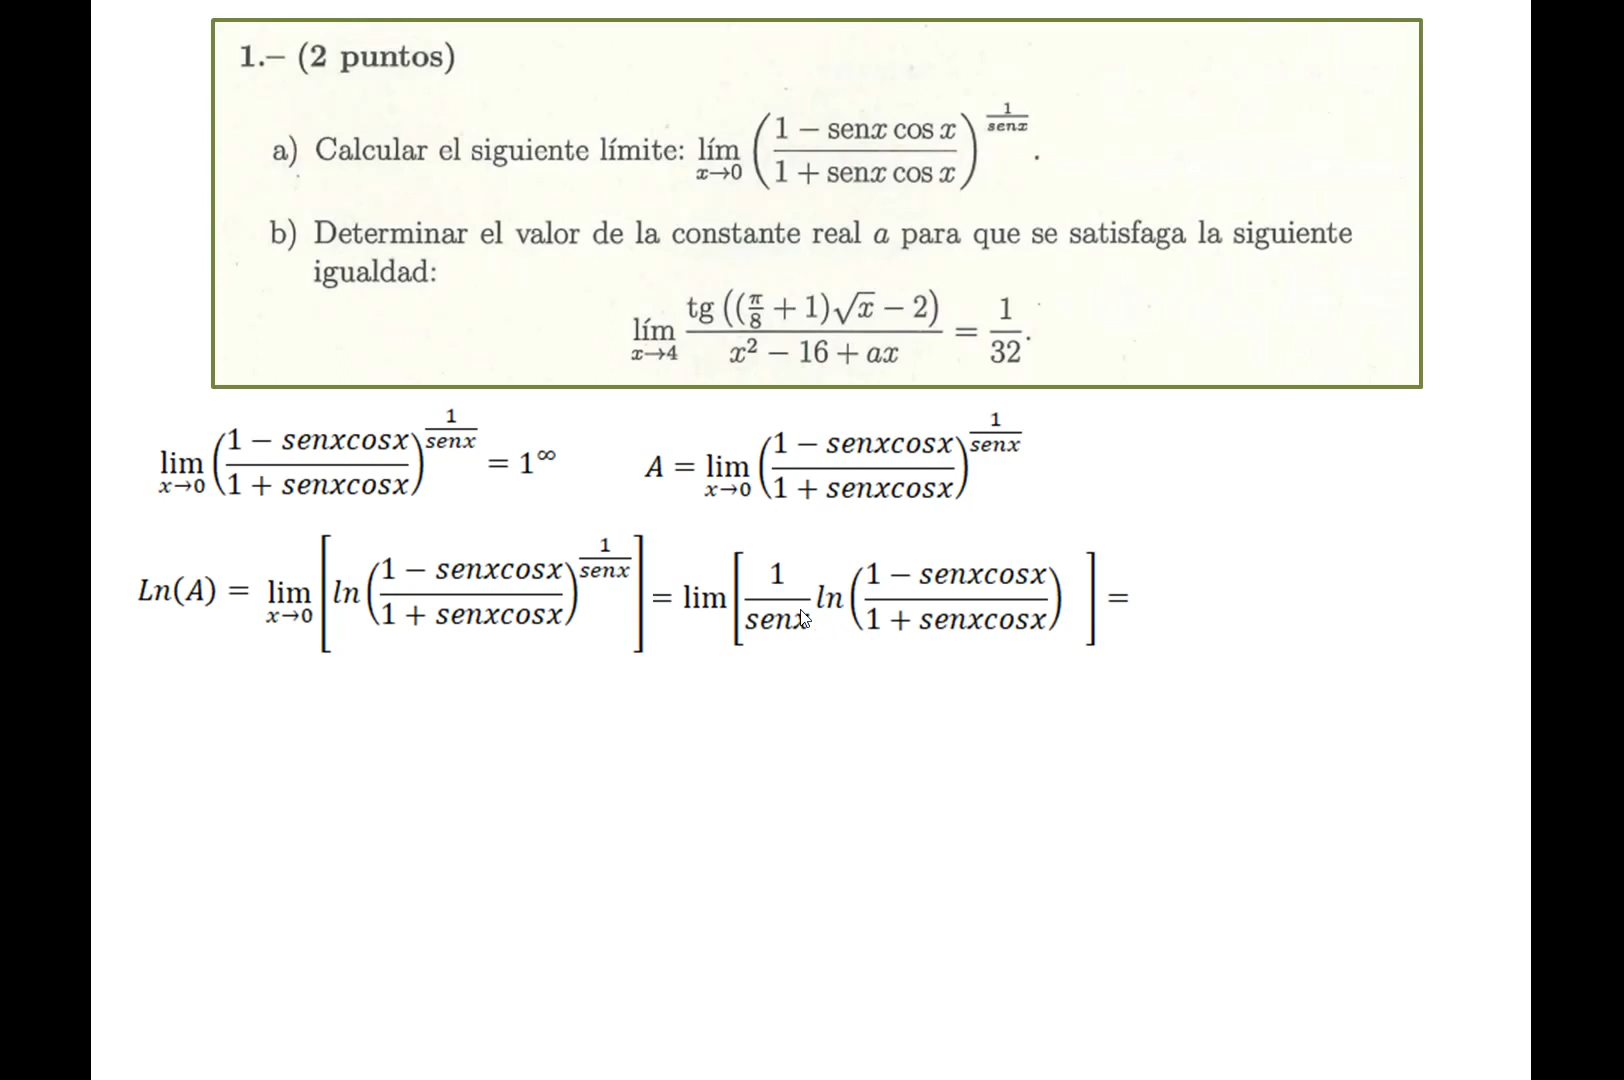 1.– (2 puntos)
a) Calcular el siguiente límite: lím_{x→0} ((1 − senx cos x)/(1 + senx cos x))^{1/senx}.
b) Determinar el valor de la constante real a para que se satisfaga la siguiente
igualdad:
lím_{x→4} tg((π/8 + 1)√x − 2)/(x² − 16 + ax) = 1/32.
lim_{x→0} ((1 − senxcosx)/(1 + senxcosx))^{1/senx} = 1^∞   A = lim_{x→0} ((1 − senxcosx)/(1 + senxcosx))^{1/senx}
Ln(A) = lim_{x→0} [ln((1 − senxcosx)/(1 + senxcosx))^{1/senx}] = lim [1/senx ln((1 − senxcosx)/(1 + senxcosx))] =